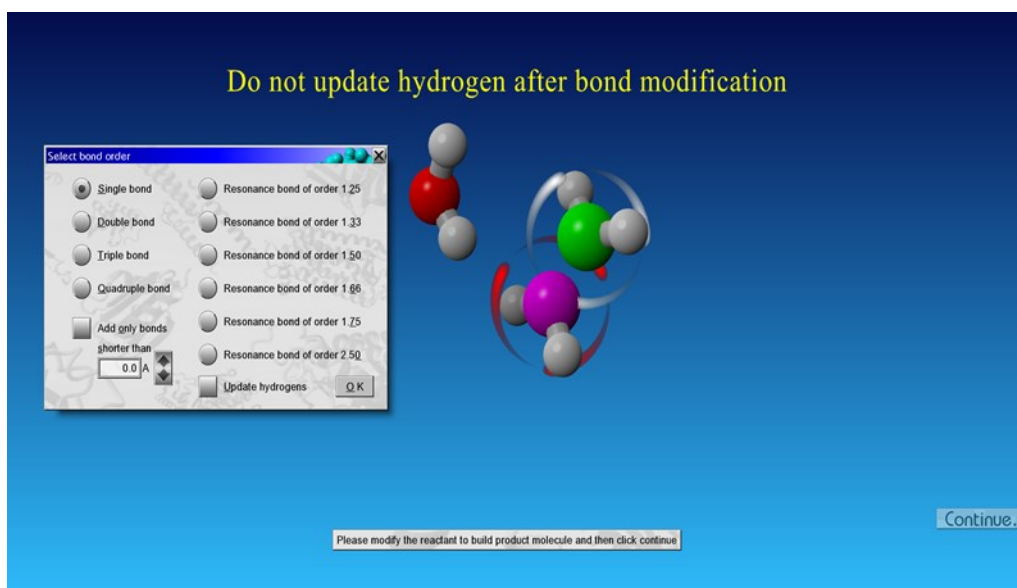 Do not update hydrogen after bond modification
Select bond order
Single bond
Double bond
Triple bond
Quadruple bond
Add only bonds
shorter than
0.0 A
Resonance bond of order 1.25
Resonance bond of order 1.33
Resonance bond of order 1.50
Resonance bond of order 1.66
Resonance bond of order 1.75
Resonance bond of order 2.50
Update hydrogens
OK
Continue.
Please modify the reactant to build product molecule and then click continue